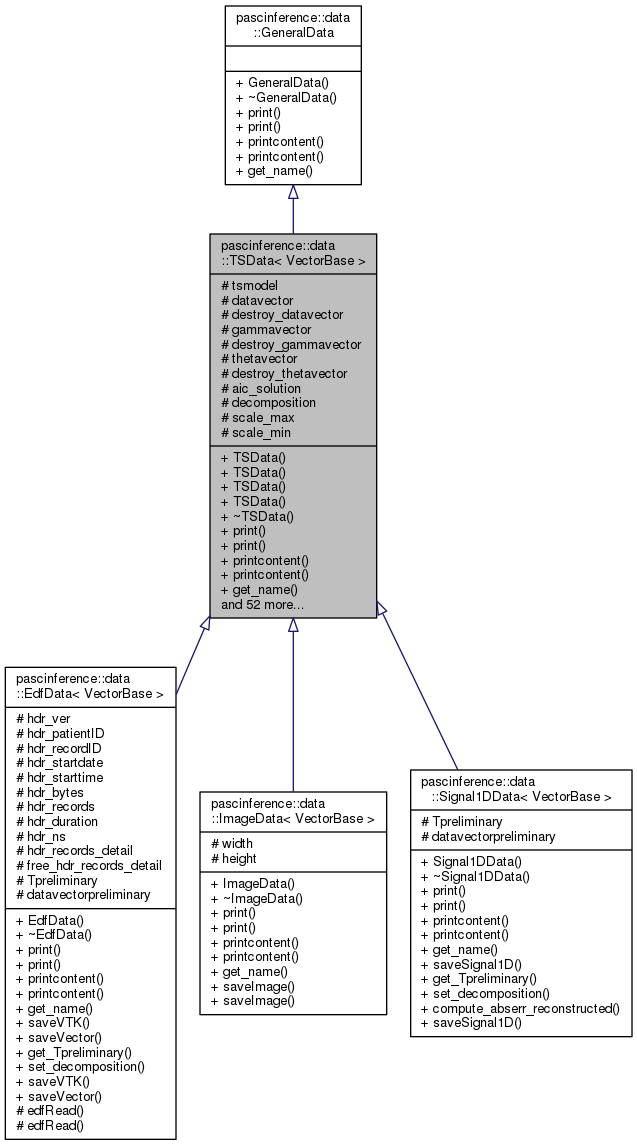 pascinference::data
::GeneralData
+ GeneralData()
+ ~GeneralData()
+ print()
+ print()
+ printcontent()
+ printcontent()
+ get_name()
pascinference::data
::TSData< VectorBase >
# tsmodel
# datavector
# destroy_datavector
# gammavector
# destroy_gammavector
# thetavector
# destroy_thetavector
# aic_solution
# decomposition
# scale_max
# scale_min
+ TSData()
+ TSData()
+ TSData()
+ TSData()
+ ~TSData()
+ print()
+ print()
+ printcontent()
+ printcontent()
+ get_name()
and 52 more...
pascinference::data
::EdfData< VectorBase >
# hdr_ver
# hdr_patientID
# hdr_recordID
# hdr_startdate
# hdr_starttime
# hdr_bytes
# hdr_records
# hdr_duration
# hdr_ns
# hdr_records_detail
# free_hdr_records_detail
# Tpreliminary
# datavectorpreliminary
+ EdfData()
+ ~EdfData()
+ print()
+ print()
+ printcontent()
+ printcontent()
+ get_name()
+ saveVTK()
+ saveVector()
+ get_Tpreliminary()
+ set_decomposition()
+ saveVTK()
+ saveVector()
# edfRead()
# edfRead()
pascinference::data
::ImageData< VectorBase >
# width
# height
+ ImageData()
+ ~ImageData()
+ print()
+ print()
+ printcontent()
+ printcontent()
+ get_name()
+ saveImage()
+ saveImage()
pascinference::data
::Signal1DData< VectorBase >
# Tpreliminary
# datavectorpreliminary
+ Signal1DData()
+ ~Signal1DData()
+ print()
+ print()
+ printcontent()
+ printcontent()
+ get_name()
+ saveSignal1D()
+ get_Tpreliminary()
+ set_decomposition()
+ compute_abserr_reconstructed()
+ saveSignal1D()